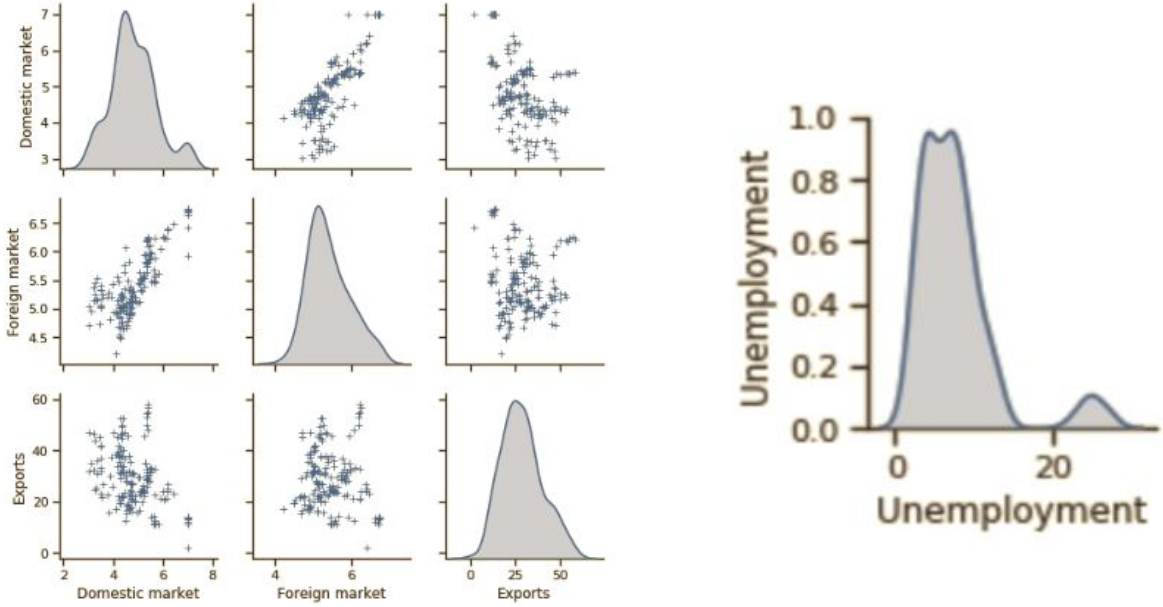 Domestic market
7
6
5
4
3
Foreign market
6.5
6.0
5.5
5.0
4.5
Exports
60
40
20
0
2 4 6 8
Domestic market
4 6
Foreign market
0 25 50
Exports
Unemployment
1.0
0.8
0.6
0.4
0.2
0.0
0 20
Unemployment